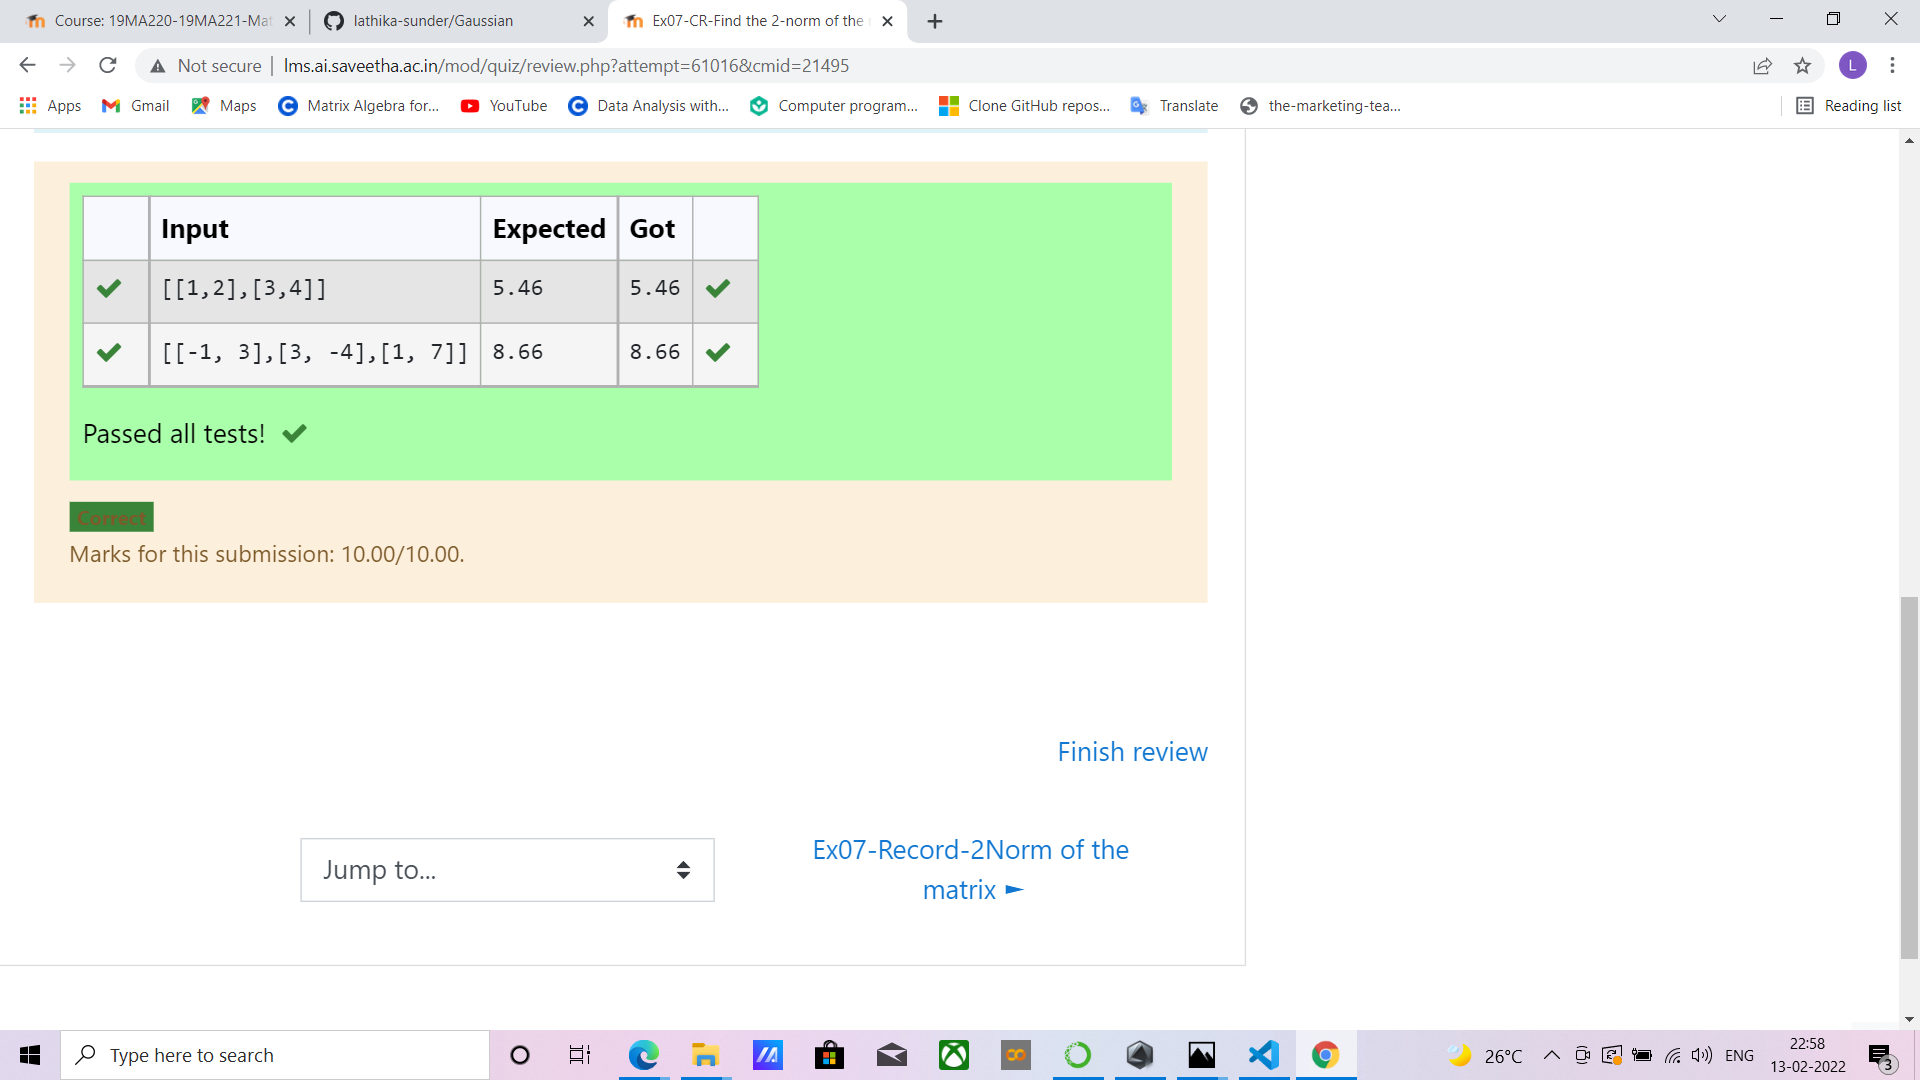 Course: 19MA220-19MA221-Mat
lathika-sunder/Gaussian
Ex07-CR-Find the 2-norm of the
Not secure | lms.ai.saveetha.ac.in/mod/quiz/review.php?attempt=61016&cmid=21495
L
Apps Gmail Maps Matrix Algebra for... YouTube Data Analysis with... Computer program... Clone GitHub repos... Translate the-marketing-tea... Reading list
Input Expected Got
[[1,2],[3,4]] 5.46 5.46
[[-1, 3],[3, -4],[1, 7]] 8.66 8.66
Passed all tests!
Correct
Marks for this submission: 10.00/10.00.
Finish review
Jump to...
Ex07-Record-2Norm of the
matrix ►
Type here to search
26°C
ENG
22:58
13-02-2022
3